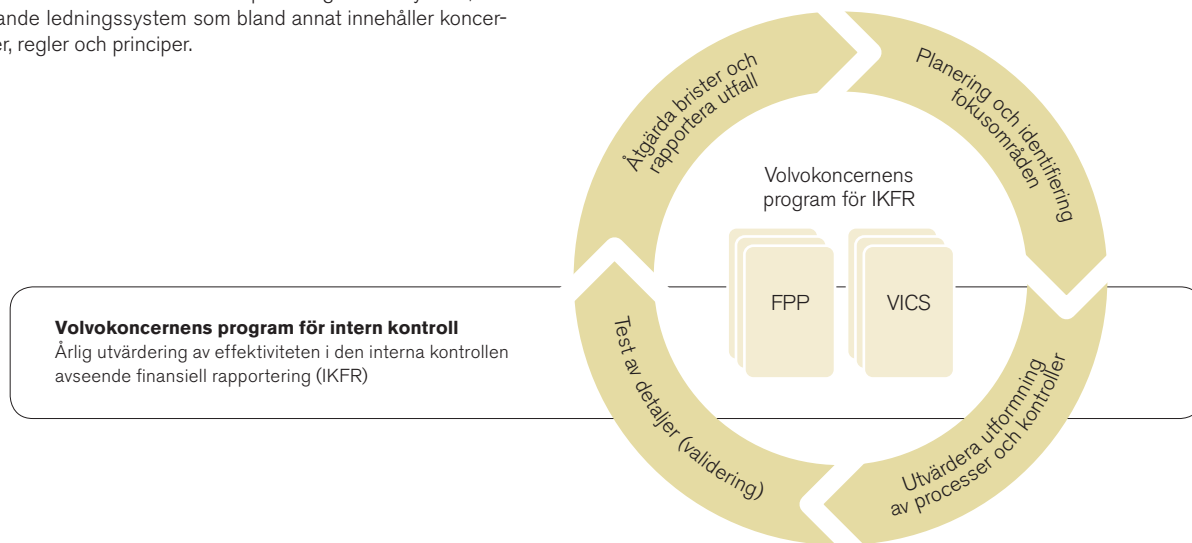 ande ledningssystem som bland annat innehåller koncer-
er, regler och principer.
Åtgärda brister och
rapportera utfall
Planering och identifiering
fokusområden
Volvokoncernens
program för IKFR
FPP
VICS
Volvokoncernens program för intern kontroll
Årlig utvärdering av effektiviteten i den interna kontrollen
avseende finansiell rapportering (IKFR)
Test av detaljer (validering)
Utvärdera utformning
av processer och kontroller